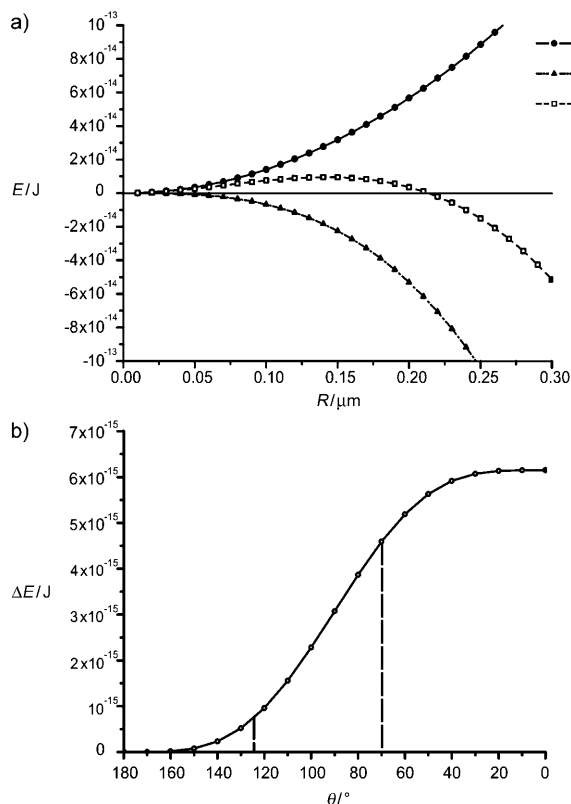 a)
10⁻¹³
8x10⁻¹⁴
6x10⁻¹⁴
4x10⁻¹⁴
2x10⁻¹⁴
E/J
0
-2x10⁻¹⁴
-4x10⁻¹⁴
-6x10⁻¹⁴
-8x10⁻¹⁴
-10⁻¹³
0.00 0.05 0.10 0.15 0.20 0.25 0.30
R/µm
b)
7x10⁻¹⁵
6x10⁻¹⁵
5x10⁻¹⁵
4x10⁻¹⁵
ΔE/J
3x10⁻¹⁵
2x10⁻¹⁵
1x10⁻¹⁵
0
180 160 140 120 100 80 60 40 20 0
θ/°